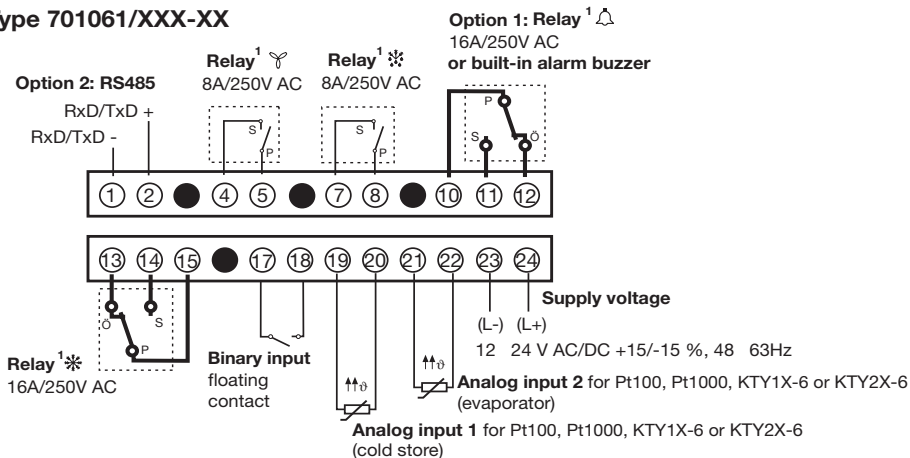 Type 701061/XXX-XX
Option 1: Relay 1
16A/250V AC
or built-in alarm buzzer
Relay 1
8A/250V AC
Relay 1
8A/250V AC
Option 2: RS485
RxD/TxD +
RxD/TxD -
S
P
S
P
P
S
Ö
1 2 4 5 7 8 10 11 12
13 14 15 17 18 19 20 21 22 23 24
Ö
S
P
Relay 1
16A/250V AC
Binary input
floating
contact
Supply voltage
(L-) (L+)
12 24 V AC/DC +15/-15 %, 48 63Hz
ϑ
Analog input 2 for Pt100, Pt1000, KTY1X-6 or KTY2X-6
(evaporator)
ϑ
Analog input 1 for Pt100, Pt1000, KTY1X-6 or KTY2X-6
(cold store)